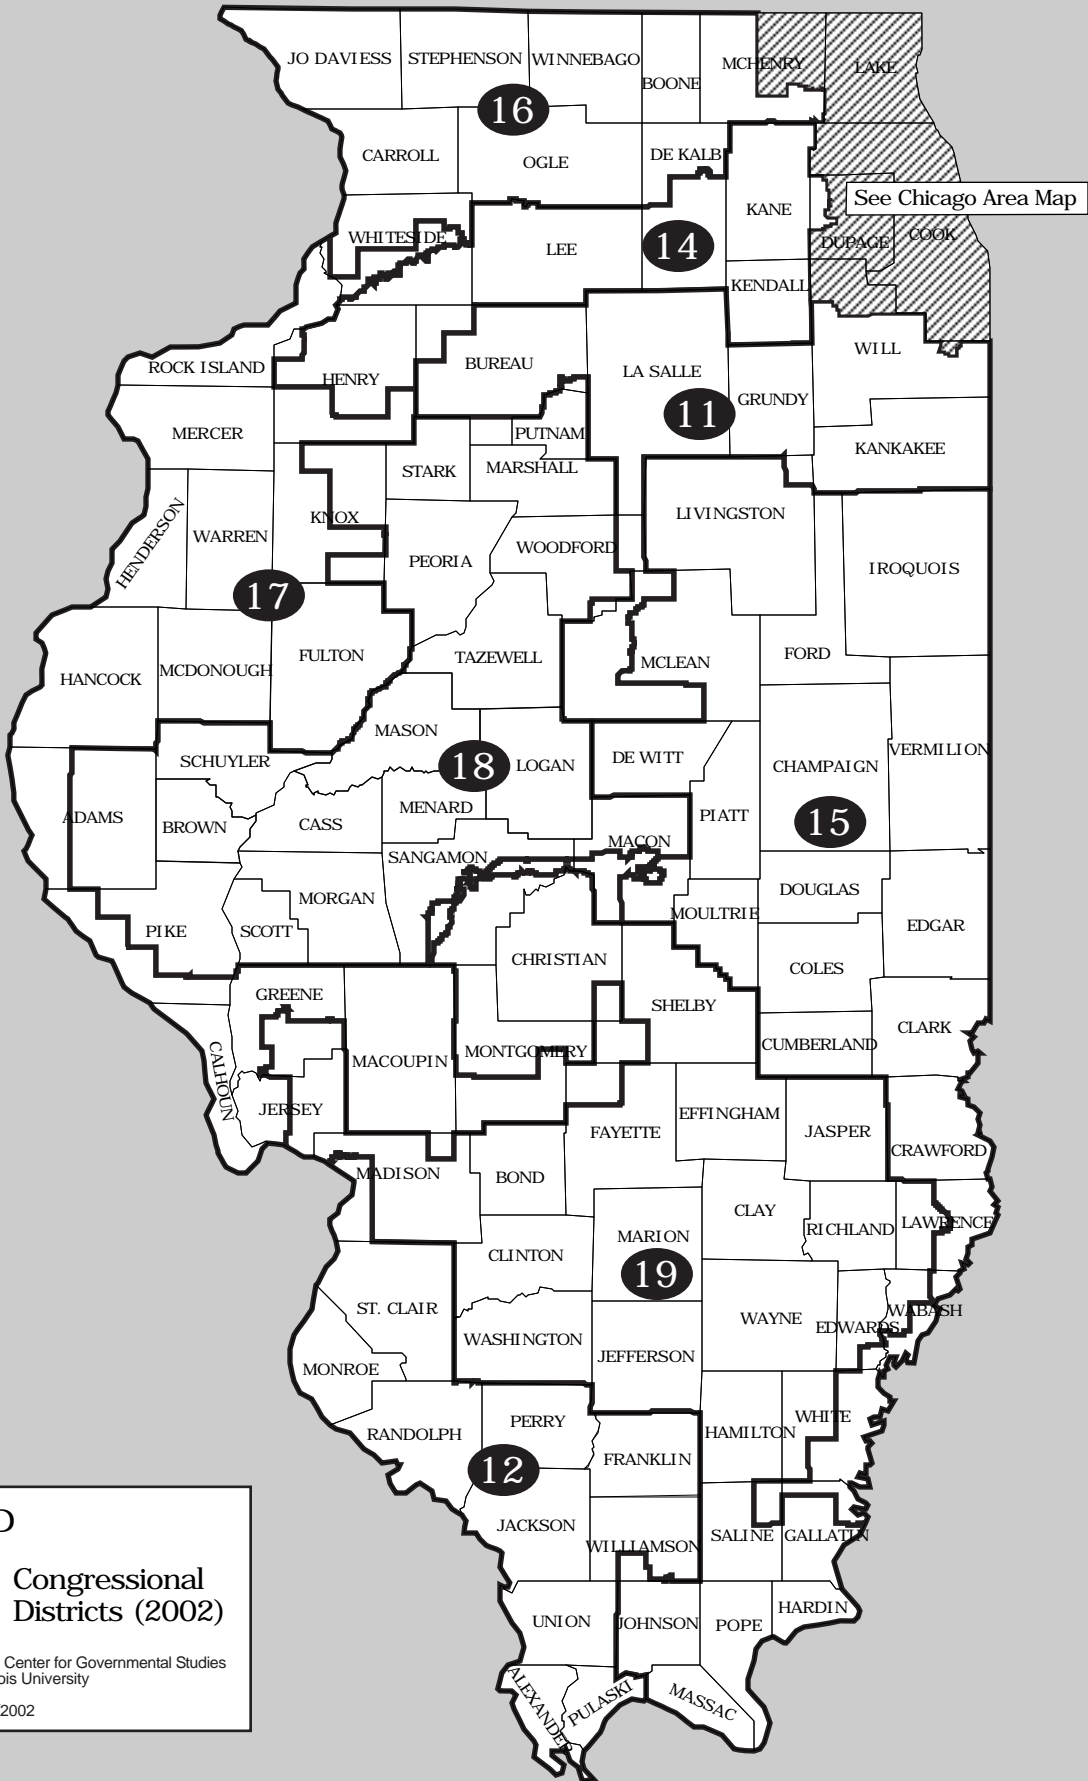 JO DAVIESS
STEPHENSON
WINNEBAGO
BOONE
MCHENRY
LAKE
16
CARROLL
OGLE
DE KALB
KANE
See Chicago Area Map
WHITESIDE
LEE
14
DUPAGE
COOK
KENDALL
ROCK ISLAND
HENRY
BUREAU
LA SALLE
WILL
11
GRUNDY
MERCER
PUTNAM
KANKAKEE
STARK
MARSHALL
HENDERSON
WARREN
KNOX
LIVINGSTON
PEORIA
WOODFORD
IROQUOIS
17
HANCOCK
MCDONOUGH
FULTON
TAZEWELL
MCLEAN
FORD
MASON
SCHUYLER
18
LOGAN
DE WITT
CHAMPAIGN
VERMILION
ADAMS
BROWN
CASS
MENARD
PIATT
15
MACON
SANGAMON
MORGAN
DOUGLAS
PIKE
SCOTT
MOULTRIE
EDGAR
CHRISTIAN
COLES
GREENE
SHELBY
CLARK
CALHOUN
MACOUPIN
MONTGOMERY
CUMBERLAND
JERSEY
FAYETTE
EFFINGHAM
JASPER
CRAWFORD
MADISON
BOND
CLAY
RICHLAND
LAWRENCE
MARION
CLINTON
19
ST. CLAIR
WAYNE
EDWARDS
WABASH
WASHINGTON
JEFFERSON
MONROE
RANDOLPH
PERRY
HAMILTON
WHITE
12
FRANKLIN
JACKSON
WILLIAMSON
SALINE
GALLATIN
UNION
JOHNSON
POPE
HARDIN
ALEXANDER
PULASKI
MASSAC
D
Congressional
Districts (2002)
Center for Governmental Studies
ois University
2002